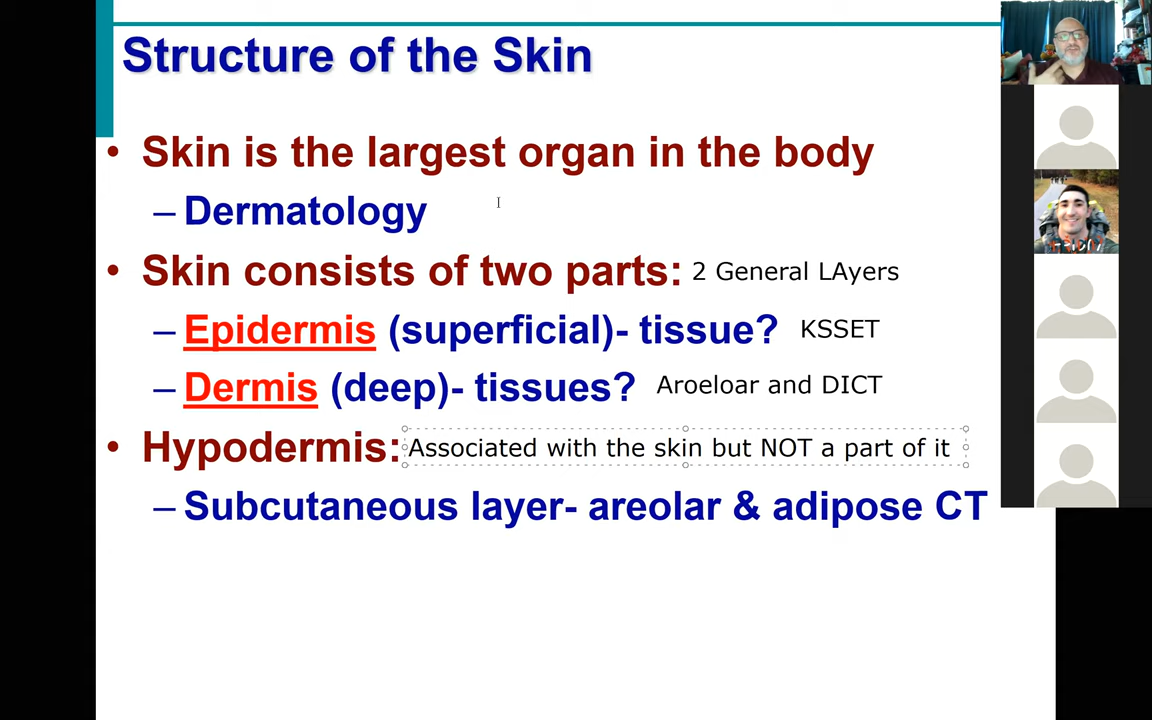 Structure of the Skin
• Skin is the largest organ in the body
– Dermatology
• Skin consists of two parts: 2 General LAyers
– Epidermis (superficial)- tissue? KSSET
– Dermis (deep)- tissues? Aroeloar and DICT
• Hypodermis: Associated with the skin but NOT a part of it
– Subcutaneous layer- areolar & adipose CT